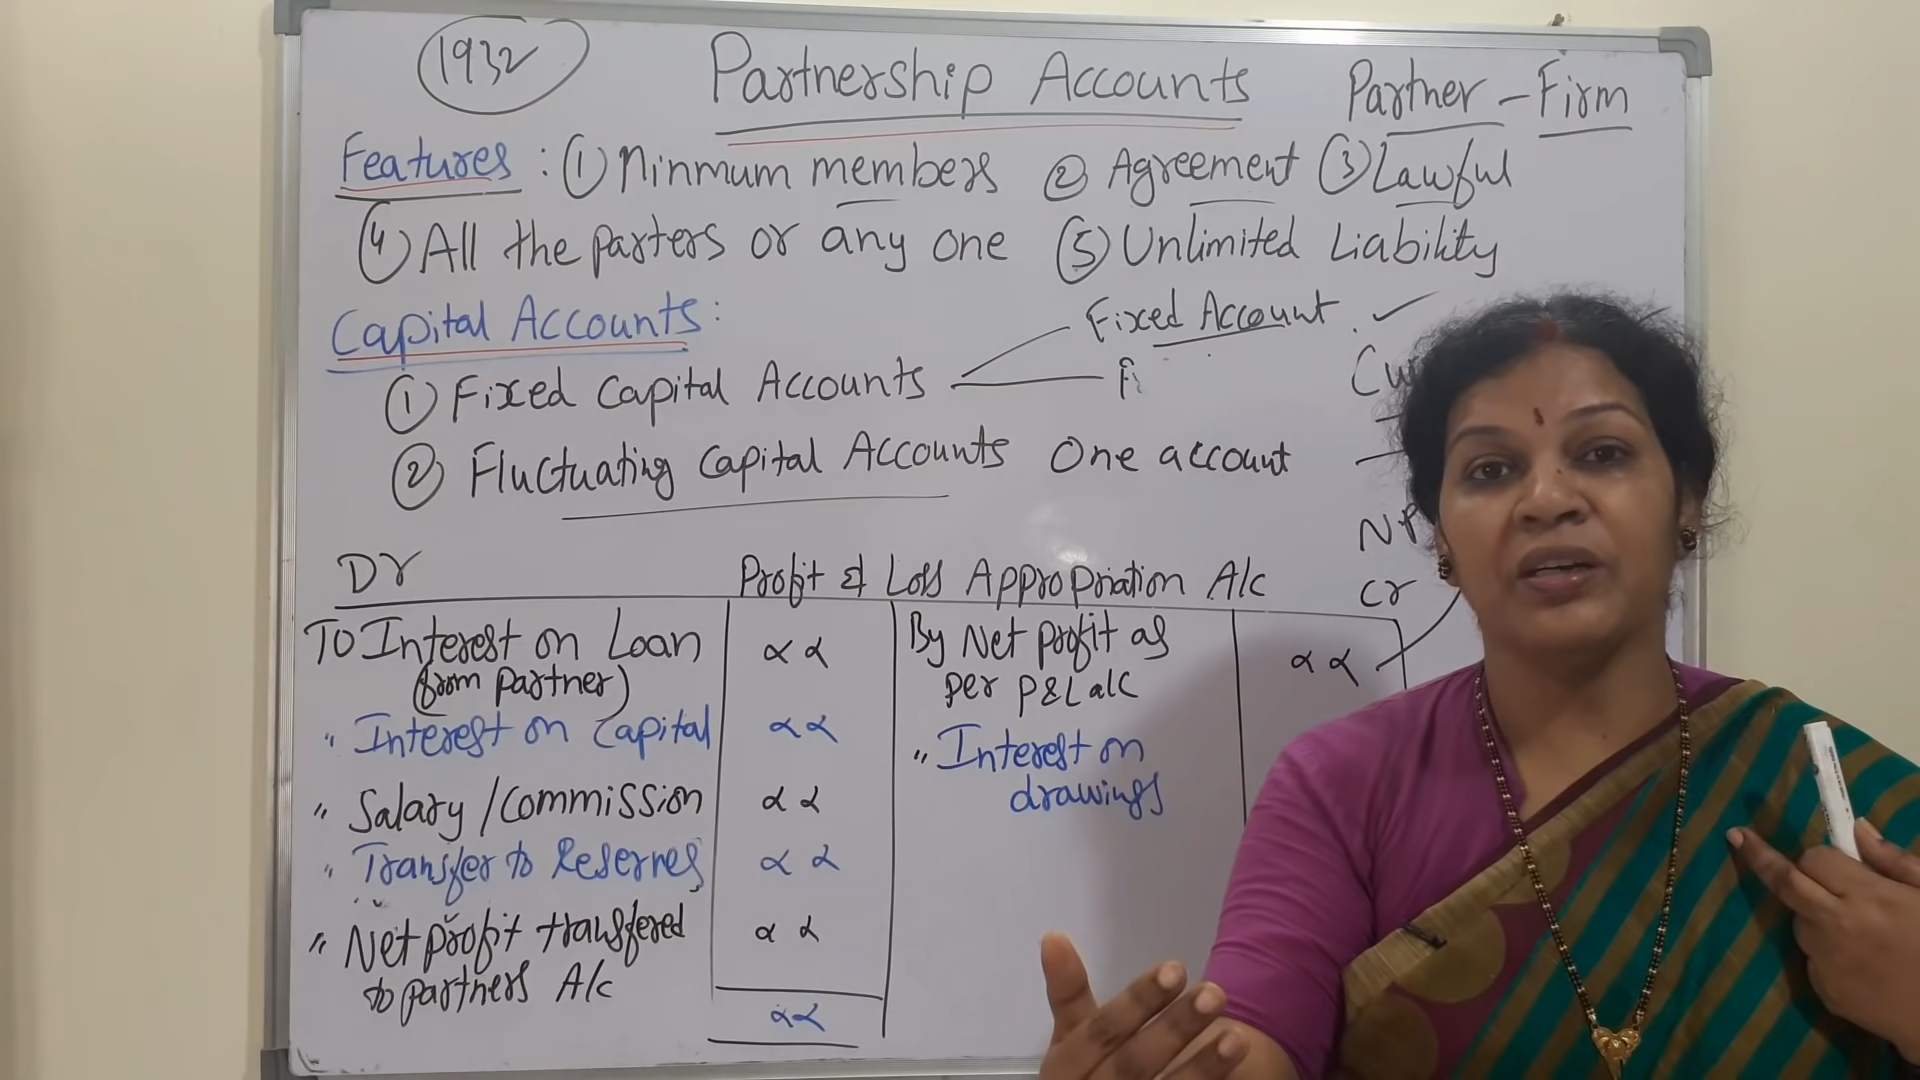 1932 Partnership Accounts Partner - Firm
Features : ① Ninmum members ② Agreement ③ Lawful
④ All the parters or any one ⑤ Unlimited Liability
Capital Accounts:
Fixed Account. ✓
① Fixed Capital Accounts
② Fluctuating Capital Accounts One account
NP
Dr Profit & Loss Appropriation A/c Cr
To Interest on Loan αα By Net profit as αα
(from partner) per P&L a/c
" Interest on Capital αα " Interest on
" Salary / Commission αα drawings
" Transfer to Reserves αα
" Net profit transfered αα
to partners A/c
αα